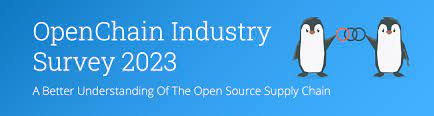 OpenChain Industry
Survey 2023
A Better Understanding Of The Open Source Supply Chain